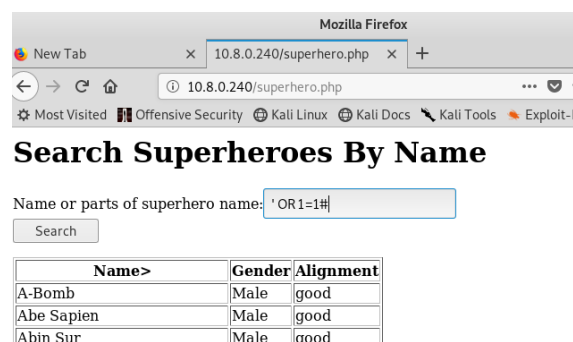 Mozilla Firefox
New Tab × 10.8.0.240/superhero.php × +
10.8.0.240/superhero.php ...
Most Visited Offensive Security Kali Linux Kali Docs Kali Tools Exploit-
Search Superheroes By Name
Name or parts of superhero name: ' OR 1=1#
Search
Name> Gender Alignment
A-Bomb Male good
Abe Sapien Male good
Abin Sur Male good